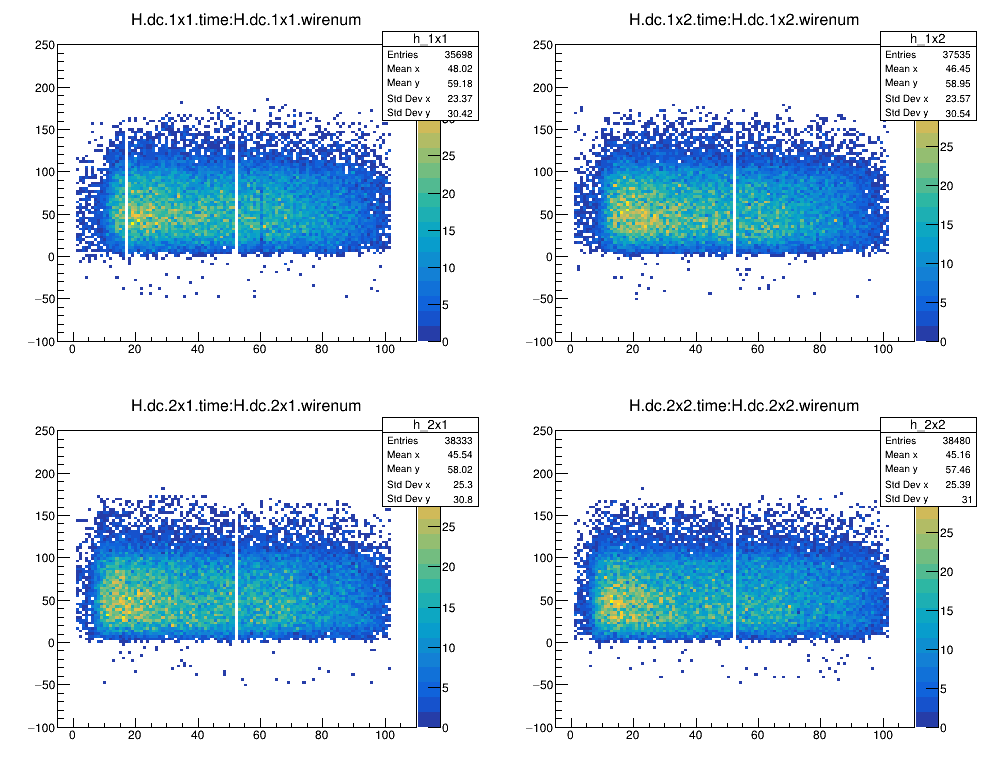 H.dc.1x1.time:H.dc.1x1.wirenum
h_1x1
Entries 35698
Mean x 48.02
Mean y 59.18
Std Dev x 23.37
Std Dev y 30.42
250
200
150
100
50
0
−50
−100
0 20 40 60 80 100
25
20
15
10
5
0
H.dc.1x2.time:H.dc.1x2.wirenum
h_1x2
Entries 37535
Mean x 46.45
Mean y 58.95
Std Dev x 23.57
Std Dev y 30.54
250
200
150
100
50
0
−50
−100
0 20 40 60 80 100
25
20
15
10
5
0
H.dc.2x1.time:H.dc.2x1.wirenum
h_2x1
Entries 38333
Mean x 45.54
Mean y 58.02
Std Dev x 25.3
Std Dev y 30.8
250
200
150
100
50
0
−50
−100
0 20 40 60 80 100
25
20
15
10
5
0
H.dc.2x2.time:H.dc.2x2.wirenum
h_2x2
Entries 38480
Mean x 45.16
Mean y 57.46
Std Dev x 25.39
Std Dev y 31
250
200
150
100
50
0
−50
−100
0 20 40 60 80 100
25
20
15
10
5
0